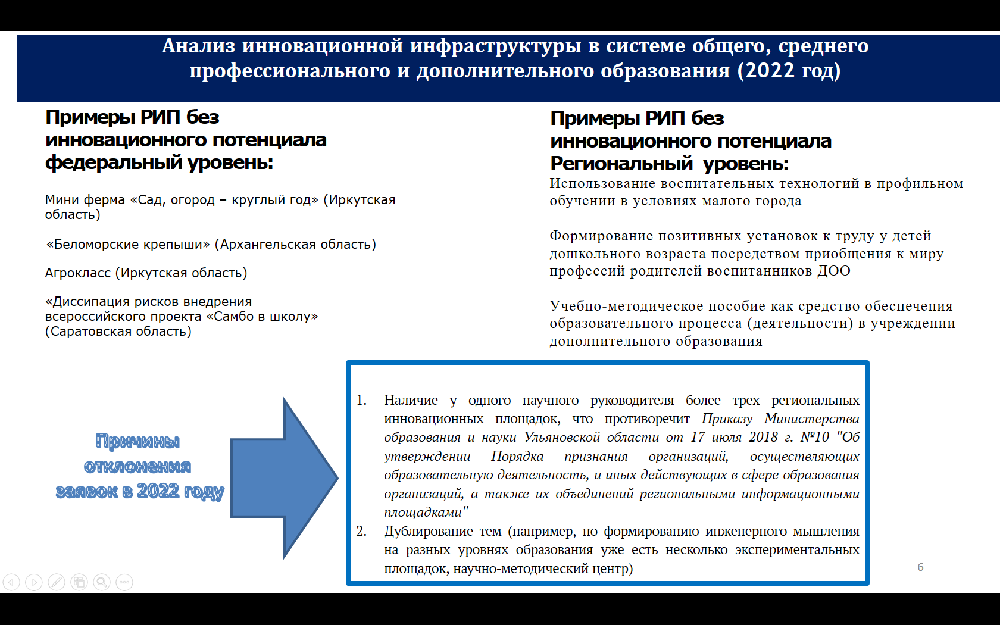 Анализ инновационной инфраструктуры в системе общего, среднего
профессионального и дополнительного образования (2022 год)
Примеры РИП без
инновационного потенциала
федеральный уровень:
Мини ферма «Сад, огород – круглый год» (Иркутская
область)
«Беломорские крепыши» (Архангельская область)
Агрокласс (Иркутская область)
«Диссипация рисков внедрения
всероссийского проекта «Самбо в школу»
(Саратовская область)
Примеры РИП без
инновационного потенциала
Региональный уровень:
Использование воспитательных технологий в профильном
обучении в условиях малого города
Формирование позитивных установок к труду у детей
дошкольного возраста посредством приобщения к миру
профессий родителей воспитанников ДОО
Учебно-методическое пособие как средство обеспечения
образовательного процесса (деятельности) в учреждении
дополнительного образования
Причины
отклонения
заявок в 2022 году
1. Наличие у одного научного руководителя более трех региональных
инновационных площадок, что противоречит Приказу Министерства
образования и науки Ульяновской области от 17 июля 2018 г. №10 "Об
утверждении Порядка признания организаций, осуществляющих
образовательную деятельность, и иных действующих в сфере образования
организаций, а также их объединений региональными информационными
площадками"
2. Дублирование тем (например, по формированию инженерного мышления
на разных уровнях образования уже есть несколько экспериментальных
площадок, научно-методический центр)
6